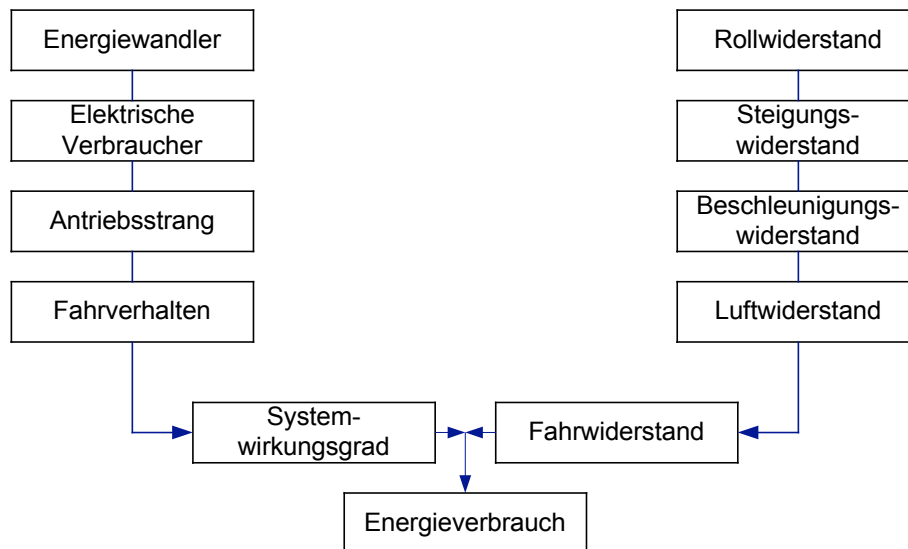 Energiewandler
Elektrische
Verbraucher
Antriebsstrang
Fahrverhalten
Rollwiderstand
Steigungs-
widerstand
Beschleunigungs-
widerstand
Luftwiderstand
System-
wirkungsgrad
Fahrwiderstand
Energieverbrauch